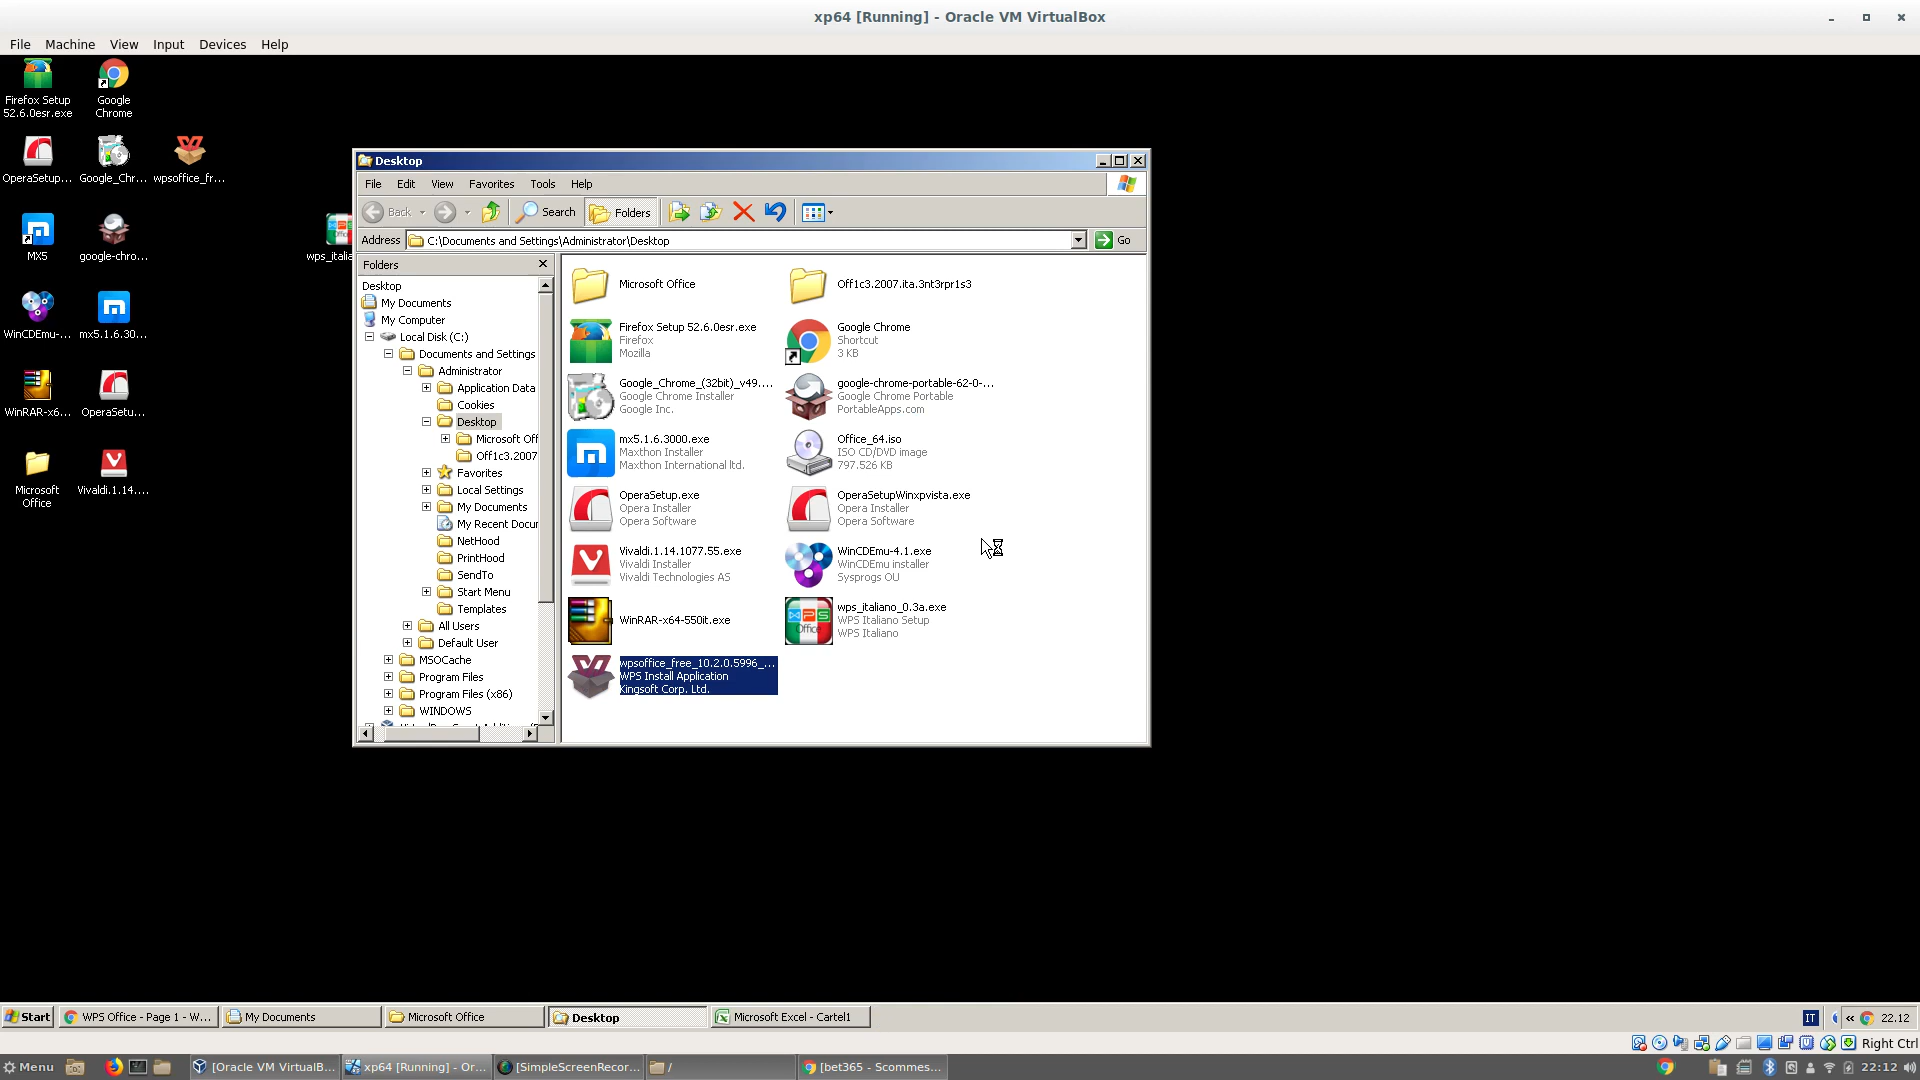 xp64 [Running] - Oracle VM VirtualBox
File Machine View Input Devices Help
Firefox Setup
52.6.0esr.exe
Google
Chrome
OperaSetup...
Google_Chr...
wpsoffice_fr...
MX5
google-chro...
wps_italia
WinCDEmu-...
mx5.1.6.30...
WinRAR-x6...
OperaSetu...
Microsoft
Office
Vivaldi.1.14....
Desktop
File Edit View Favorites Tools Help
Back Search Folders
Address C:\Documents and Settings\Administrator\Desktop Go
Folders
Desktop
My Documents
My Computer
Local Disk (C:)
Documents and Settings
Administrator
Application Data
Cookies
Desktop
Microsoft Off
Off1c3.2007
Favorites
Local Settings
My Documents
My Recent Docum
NetHood
PrintHood
SendTo
Start Menu
Templates
All Users
Default User
MSOCache
Program Files
Program Files (x86)
WINDOWS
Microsoft Office
Off1c3.2007.ita.3nt3rpr1s3
Firefox Setup 52.6.0esr.exe
Firefox
Mozilla
Google Chrome
Shortcut
3 KB
Google_Chrome_(32bit)_v49....
Google Chrome Installer
Google Inc.
google-chrome-portable-62-0-...
Google Chrome Portable
PortableApps.com
mx5.1.6.3000.exe
Maxthon Installer
Maxthon International ltd.
Office_64.iso
ISO CD/DVD image
797.526 KB
OperaSetup.exe
Opera Installer
Opera Software
OperaSetupWinxpvista.exe
Opera Installer
Opera Software
Vivaldi.1.14.1077.55.exe
Vivaldi Installer
Vivaldi Technologies AS
WinCDEmu-4.1.exe
WinCDEmu installer
Sysprogs OU
WinRAR-x64-550it.exe
wps_italiano_0.3a.exe
WPS Italiano Setup
WPS Italiano
wpsoffice_free_10.2.0.5996_...
WPS Install Application
Kingsoft Corp. Ltd.
Start
WPS Office - Page 1 - W...
My Documents
Microsoft Office
Desktop
Microsoft Excel - Cartel1
IT
«
22.12
Right Ctrl
Menu
[Oracle VM VirtualB...
xp64 [Running] - Or...
[SimpleScreenRecor...
/
[bet365 - Scommes...
22:12